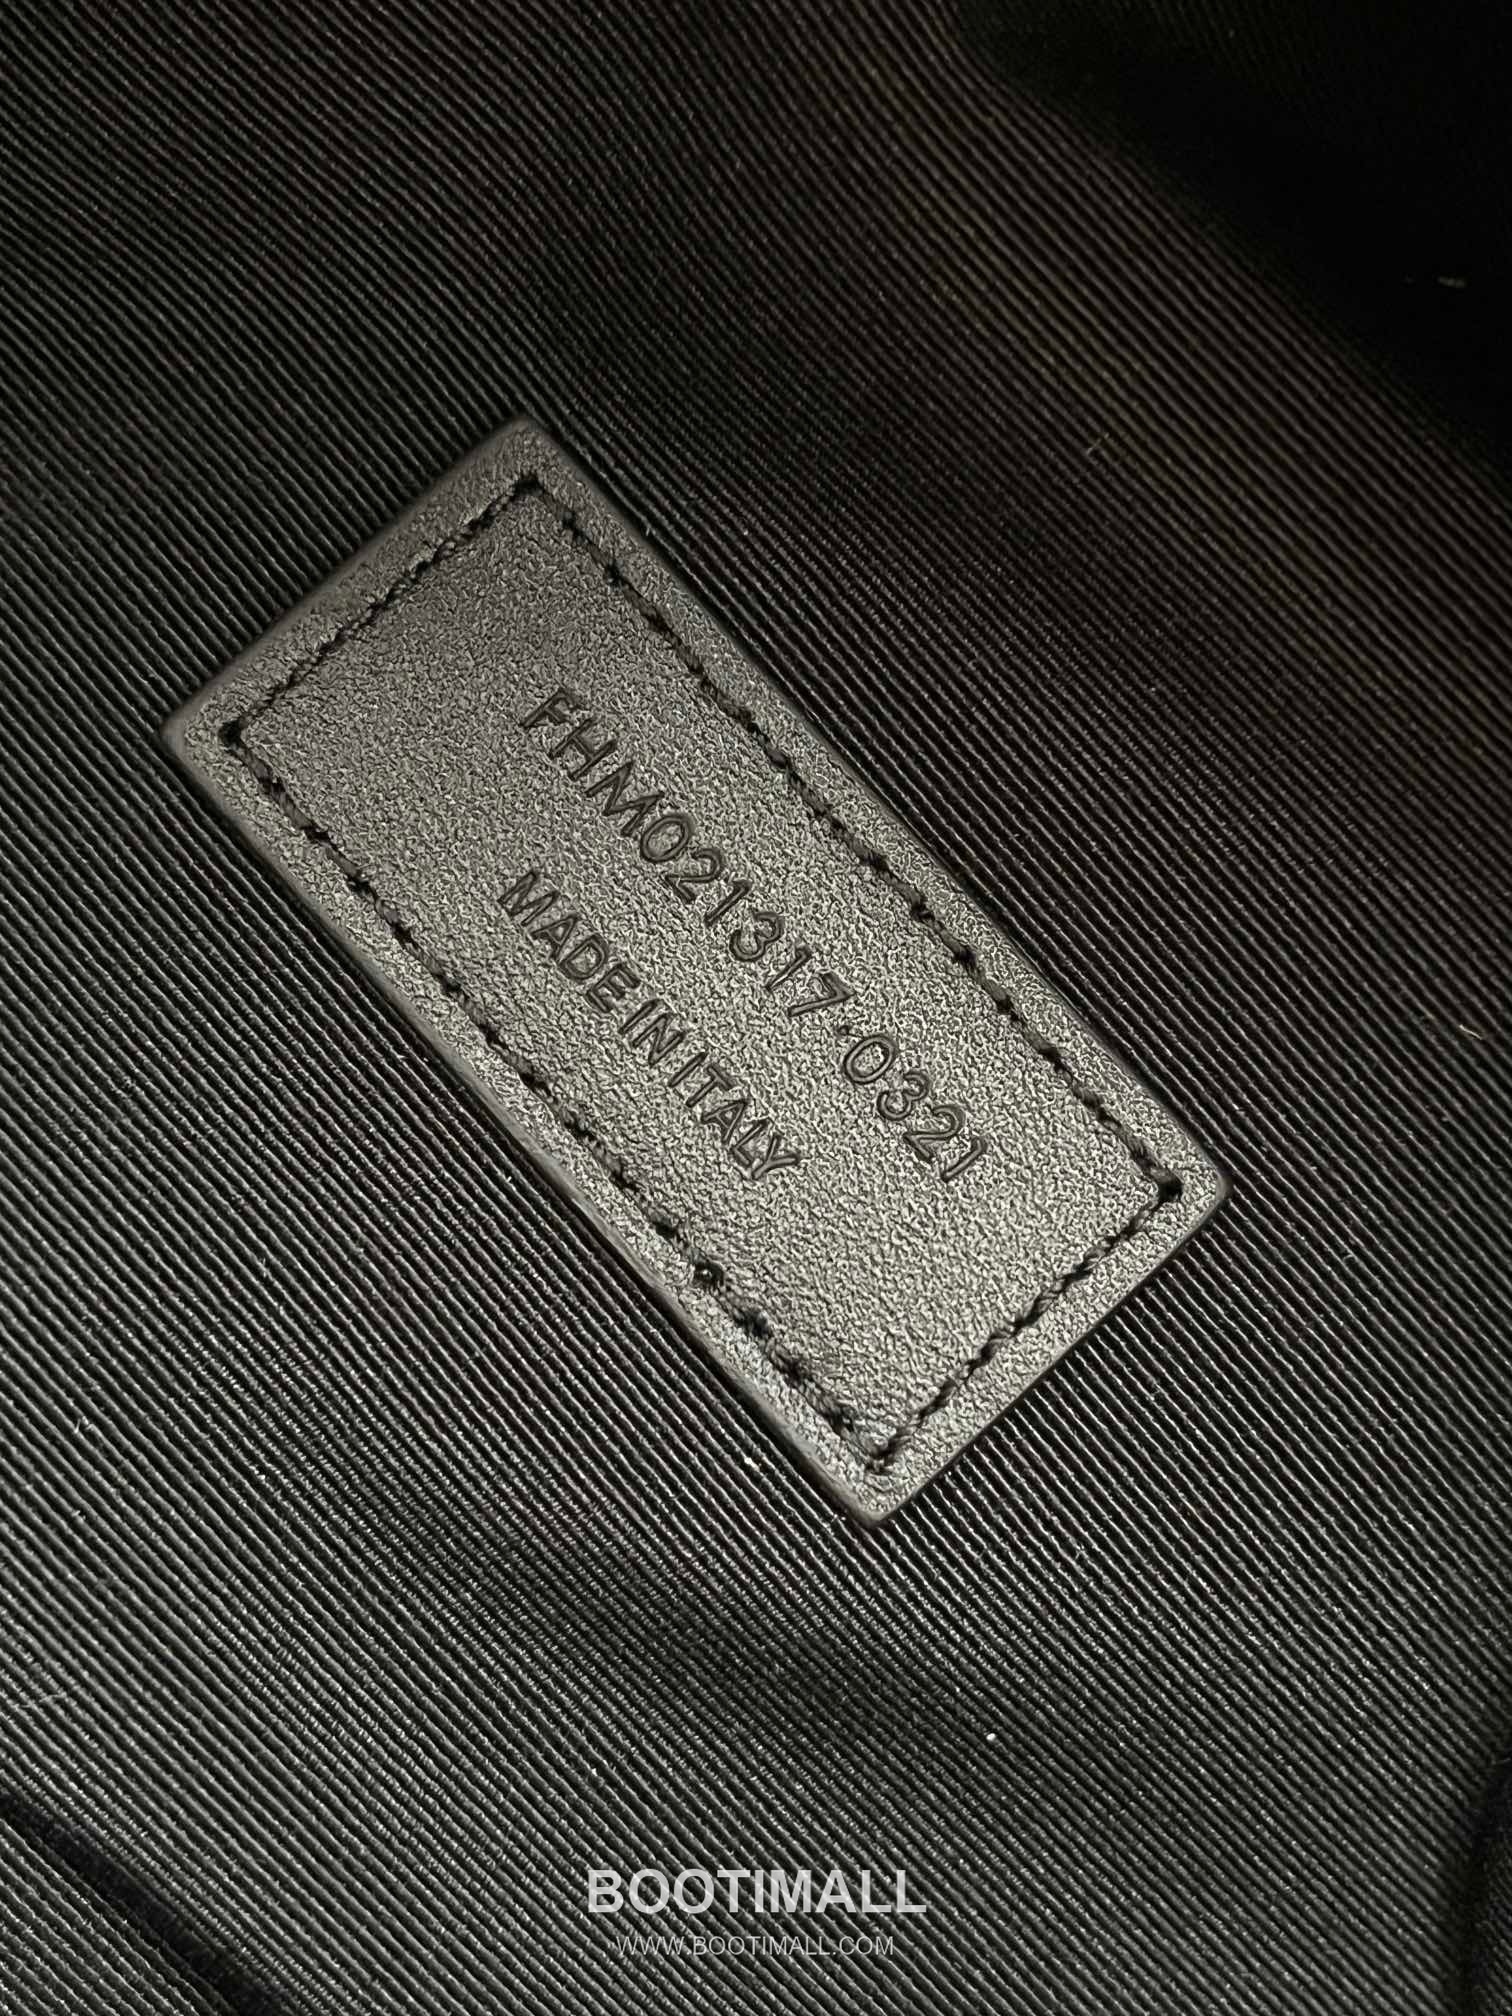 FHM021317·0321
MADE IN ITALY
BOOTIMALL
WWW.BOOTIMALL.COM